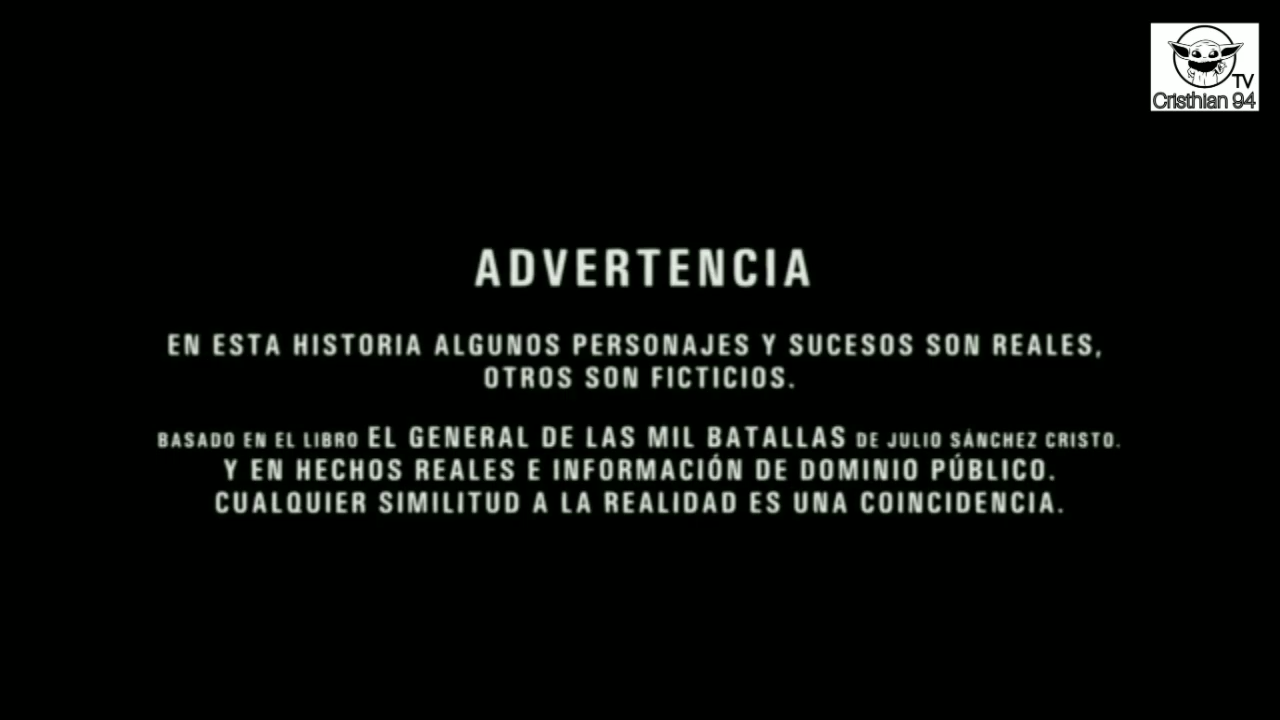 TV
Cristhian 94
ADVERTENCIA
EN ESTA HISTORIA ALGUNOS PERSONAJES Y SUCESOS SON REALES,
OTROS SON FICTICIOS.
BASADO EN EL LIBRO EL GENERAL DE LAS MIL BATALLAS DE JULIO SÁNCHEZ CRISTO.
Y EN HECHOS REALES E INFORMACIÓN DE DOMINIO PÚBLICO.
CUALQUIER SIMILITUD A LA REALIDAD ES UNA COINCIDENCIA.